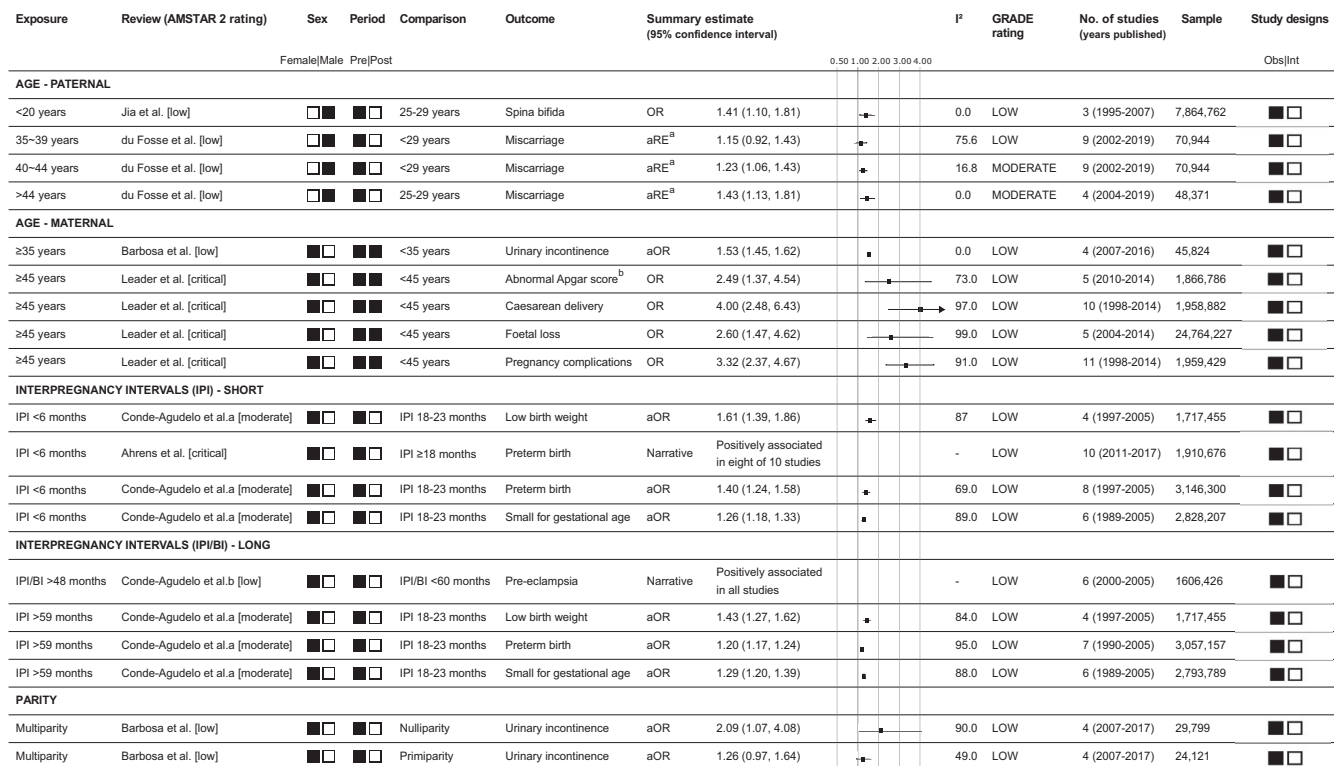 Exposure Review (AMSTAR 2 rating) Sex Period Comparison Outcome Summary estimate (95% confidence interval) I² GRADE rating No. of studies (years published) Sample Study designs
Female|Male Pre|Post 0.50 1.00 2.00 3.00 4.00 Obs|Int
AGE - PATERNAL
<20 years Jia et al. [low] 25-29 years Spina bifida OR 1.41 (1.10, 1.81) 0.0 LOW 3 (1995-2007) 7,864,762
35~39 years du Fosse et al. [low] <29 years Miscarriage aREᵃ 1.15 (0.92, 1.43) 75.6 LOW 9 (2002-2019) 70,944
40~44 years du Fosse et al. [low] <29 years Miscarriage aREᵃ 1.23 (1.06, 1.43) 16.8 MODERATE 9 (2002-2019) 70,944
>44 years du Fosse et al. [low] 25-29 years Miscarriage aREᵃ 1.43 (1.13, 1.81) 0.0 MODERATE 4 (2004-2019) 48,371
AGE - MATERNAL
≥35 years Barbosa et al. [low] <35 years Urinary incontinence aOR 1.53 (1.45, 1.62) 0.0 LOW 4 (2007-2016) 45,824
≥45 years Leader et al. [critical] <45 years Abnormal Apgar scoreᵇ OR 2.49 (1.37, 4.54) 73.0 LOW 5 (2010-2014) 1,866,786
≥45 years Leader et al. [critical] <45 years Caesarean delivery OR 4.00 (2.48, 6.43) 97.0 LOW 10 (1998-2014) 1,958,882
≥45 years Leader et al. [critical] <45 years Foetal loss OR 2.60 (1.47, 4.62) 99.0 LOW 5 (2004-2014) 24,764,227
≥45 years Leader et al. [critical] <45 years Pregnancy complications OR 3.32 (2.37, 4.67) 91.0 LOW 11 (1998-2014) 1,959,429
INTERPREGNANCY INTERVALS (IPI) - SHORT
IPI <6 months Conde-Agudelo et al.a [moderate] IPI 18-23 months Low birth weight aOR 1.61 (1.39, 1.86) 87 LOW 4 (1997-2005) 1,717,455
IPI <6 months Ahrens et al. [critical] IPI ≥18 months Preterm birth Narrative Positively associated in eight of 10 studies - LOW 10 (2011-2017) 1,910,676
IPI <6 months Conde-Agudelo et al.a [moderate] IPI 18-23 months Preterm birth aOR 1.40 (1.24, 1.58) 69.0 LOW 8 (1997-2005) 3,146,300
IPI <6 months Conde-Agudelo et al.a [moderate] IPI 18-23 months Small for gestational age aOR 1.26 (1.18, 1.33) 89.0 LOW 6 (1989-2005) 2,828,207
INTERPREGNANCY INTERVALS (IPI/BI) - LONG
IPI/BI >48 months Conde-Agudelo et al.b [low] IPI/BI <60 months Pre-eclampsia Narrative Positively associated in all studies - LOW 6 (2000-2005) 1606,426
IPI >59 months Conde-Agudelo et al.a [moderate] IPI 18-23 months Low birth weight aOR 1.43 (1.27, 1.62) 84.0 LOW 4 (1997-2005) 1,717,455
IPI >59 months Conde-Agudelo et al.a [moderate] IPI 18-23 months Preterm birth aOR 1.20 (1.17, 1.24) 95.0 LOW 7 (1990-2005) 3,057,157
IPI >59 months Conde-Agudelo et al.a [moderate] IPI 18-23 months Small for gestational age aOR 1.29 (1.20, 1.39) 88.0 LOW 6 (1989-2005) 2,793,789
PARITY
Multiparity Barbosa et al. [low] Nulliparity Urinary incontinence aOR 2.09 (1.07, 4.08) 90.0 LOW 4 (2007-2017) 29,799
Multiparity Barbosa et al. [low] Primiparity Urinary incontinence aOR 1.26 (0.97, 1.64) 49.0 LOW 4 (2007-2017) 24,121